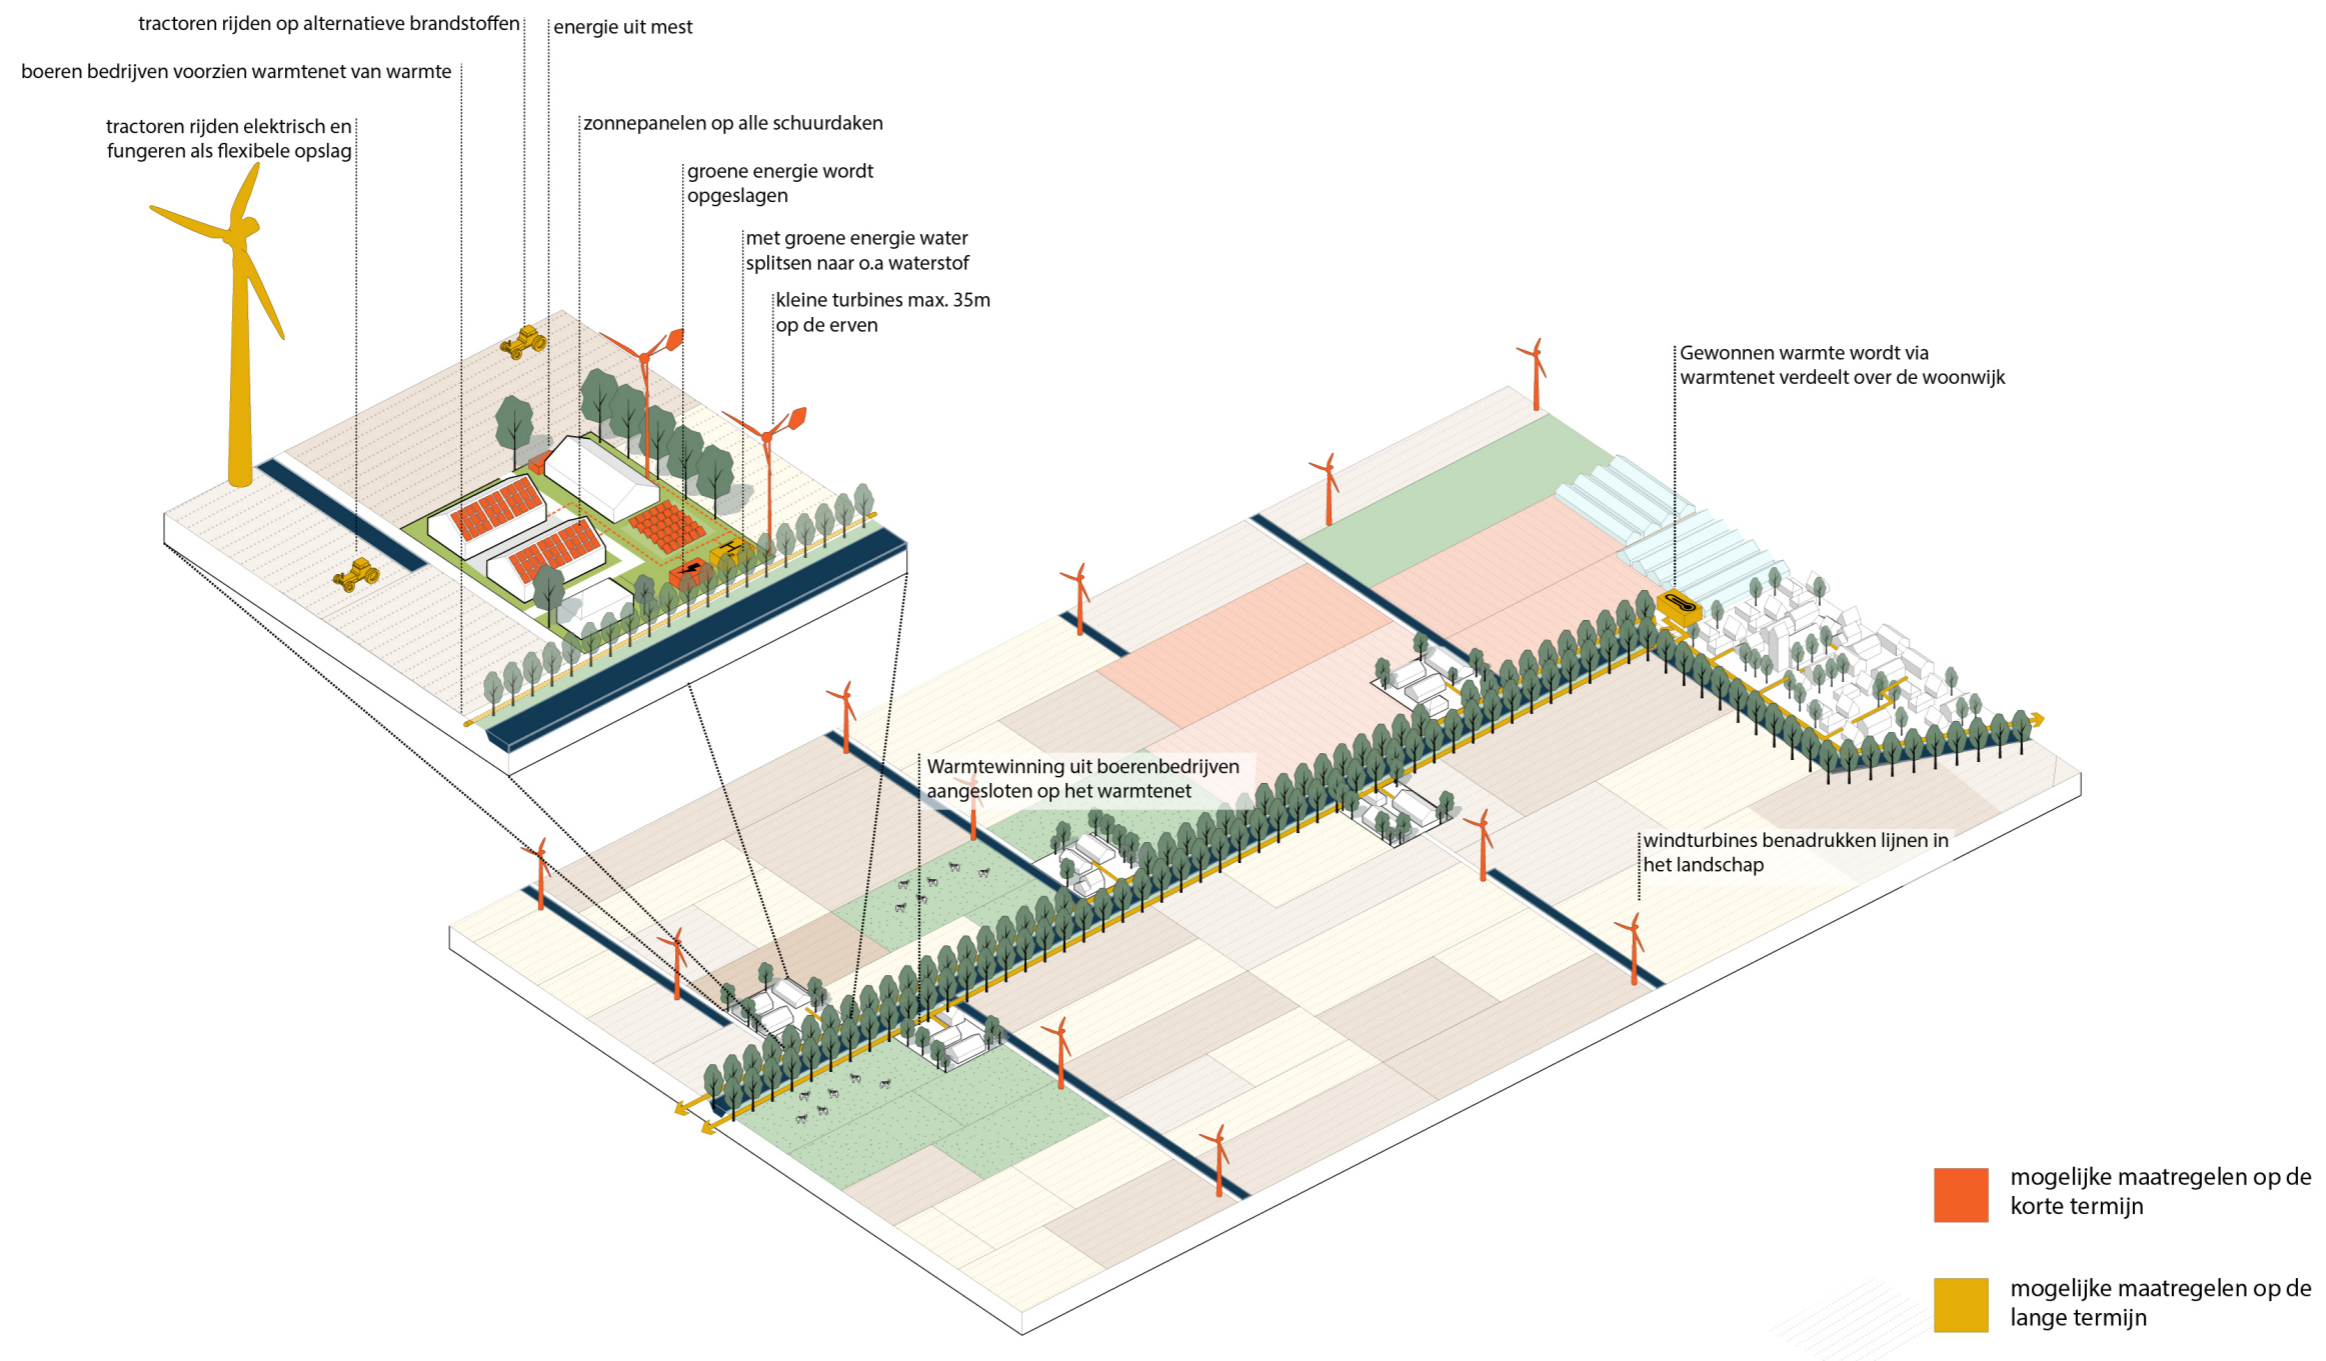 tractoren rijden op alternatieve brandstoffen
energie uit mest
boeren bedrijven voorzien warmtenet van warmte
tractoren rijden elektrisch en
fungeren als flexibele opslag
zonnepanelen op alle schuurdaken
groene energie wordt
opgeslagen
met groene energie water
splitsen naar o.a waterstof
kleine turbines max. 35m
op de erven
Gewonnen warmte wordt via
warmtenet verdeelt over de woonwijk
Warmtewinning uit boerenbedrijven
aangesloten op het warmtenet
windturbines benadrukken lijnen in
het landschap
mogelijke maatregelen op de
korte termijn
mogelijke maatregelen op de
lange termijn